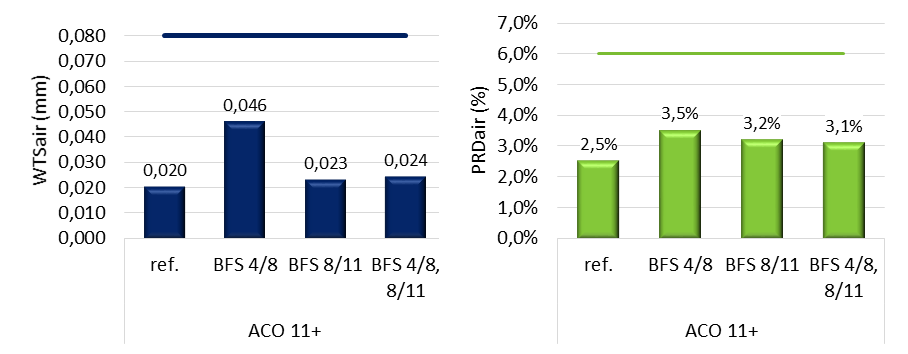 WTSair (mm)
0,080
0,070
0,060
0,050
0,040
0,030
0,020
0,010
0,000
0,020
0,046
0,023
0,024
ref.
BFS 4/8
BFS 8/11
BFS 4/8,
8/11
ACO 11+
PRDair (%)
7,0%
6,0%
5,0%
4,0%
3,0%
2,0%
1,0%
0,0%
2,5%
3,5%
3,2%
3,1%
ref.
BFS 4/8
BFS 8/11
BFS 4/8,
8/11
ACO 11+